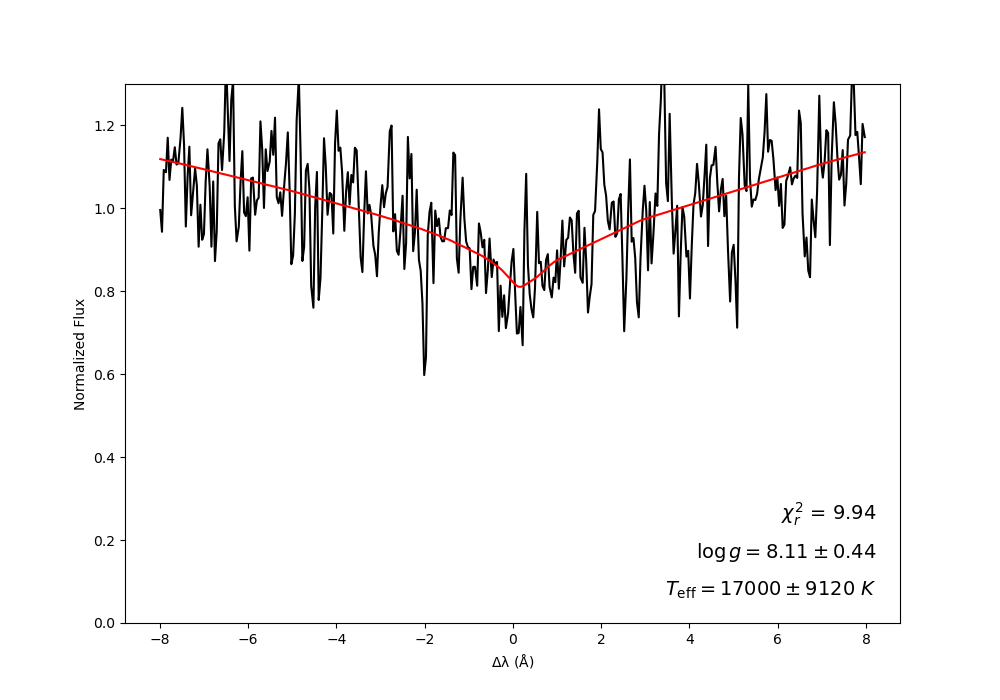 1.2
1.0
0.8
0.6
0.4
0.2
0.0
Normalized Flux
χ²ᵣ = 9.94
log g = 8.11 ± 0.44
T_eff = 17000 ± 9120 K
−8 −6 −4 −2 0 2 4 6 8
Δλ (Å)